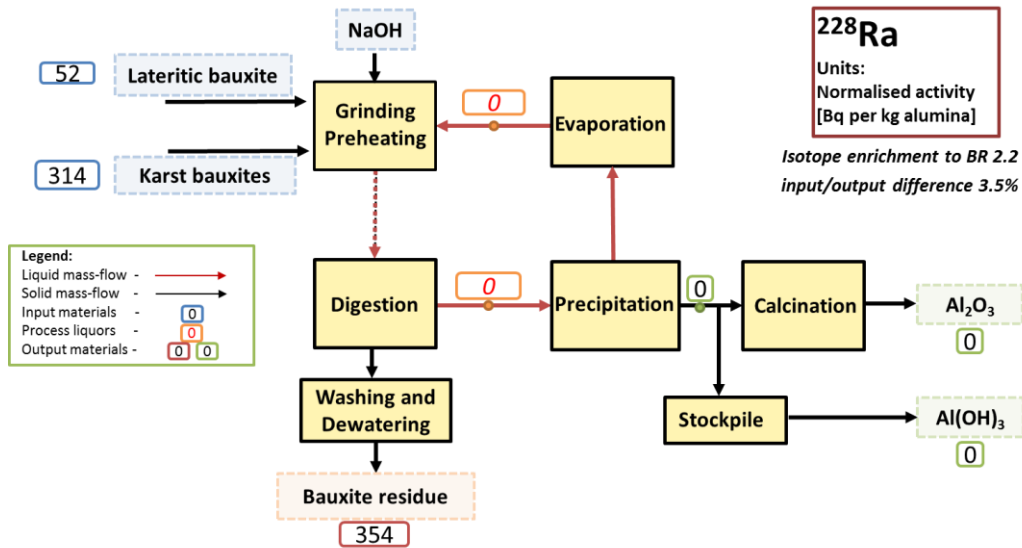 NaOH
52
Lateritic bauxite
314
Karst bauxites
Grinding
Preheating
0
Evaporation
228Ra
Units:
Normalised activity
[Bq per kg alumina]
Isotope enrichment to BR 2.2
input/output difference 3.5%
Legend:
Liquid mass-flow -
Solid mass-flow -
Input materials - 0
Process liquors - 0
Output materials - 0 0
Digestion
0
Precipitation
0
Calcination
Al2O3
0
Washing and
Dewatering
Stockpile
Al(OH)3
0
Bauxite residue
354